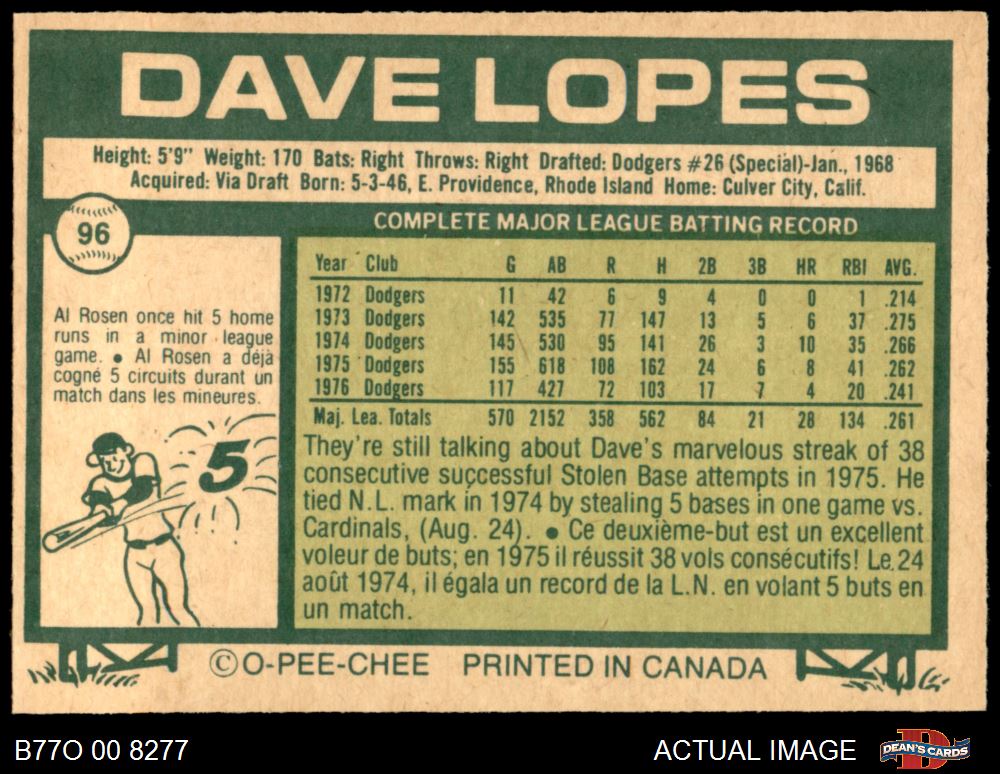 DAVE LOPES
Height: 5'9" Weight: 170 Bats: Right Throws: Right Drafted: Dodgers #26 (Special)-Jan., 1968
Acquired: Via Draft Born: 5-3-46, E. Providence, Rhode Island Home: Culver City, Calif.
96
COMPLETE MAJOR LEAGUE BATTING RECORD
Year Club G AB R H 2B 3B HR RBI AVG.
1972 Dodgers 11 42 6 9 4 0 0 1 .214
1973 Dodgers 142 535 77 147 13 5 6 37 .275
1974 Dodgers 145 530 95 141 26 3 10 35 .266
1975 Dodgers 155 618 108 162 24 6 8 41 .262
1976 Dodgers 117 427 72 103 17 7 4 20 .241
Maj. Lea. Totals 570 2152 358 562 84 21 28 134 .261
Al Rosen once hit 5 home
runs in a minor league
game. ● Al Rosen a déjà
cogné 5 circuits durant un
match dans les mineures.
5
They're still talking about Dave's marvelous streak of 38
consecutive successful Stolen Base attempts in 1975. He
tied N.L. mark in 1974 by stealing 5 bases in one game vs.
Cardinals, (Aug. 24). ● Ce deuxième-but est un excellent
voleur de buts; en 1975 il réussit 38 vols consécutifs! Le 24
août 1974, il égala un record de la L.N. en volant 5 buts en
un match.
© O-PEE-CHEE PRINTED IN CANADA
B77O 00 8277
ACTUAL IMAGE
D
DEAN'S CARDS